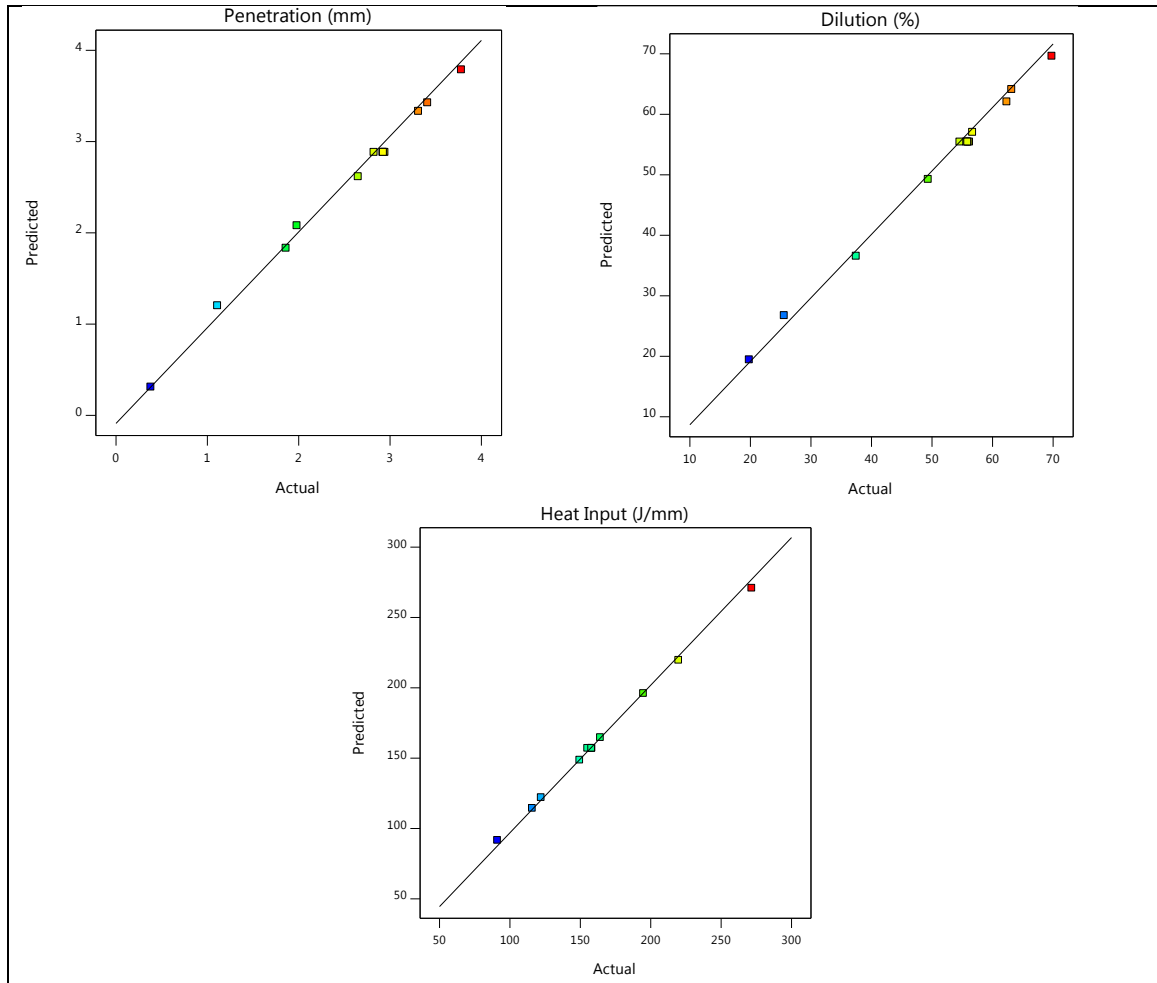 Penetration (mm)
4
3
2
1
0
Predicted
0 1 2 3 4
Actual
Dilution (%)
70
60
50
40
30
20
10
Predicted
10 20 30 40 50 60 70
Actual
Heat Input (J/mm)
300
250
200
150
100
50
Predicted
50 100 150 200 250 300
Actual